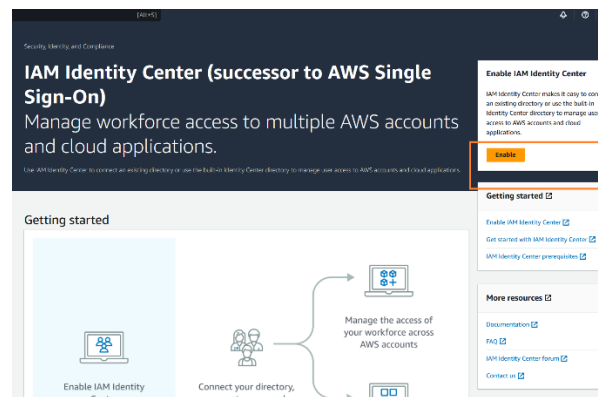 [Alt+S]
Security, Identity, and Compliance
IAM Identity Center (successor to AWS Single
Sign-On)
Manage workforce access to multiple AWS accounts
and cloud applications.
Use IAM Identity Center to connect an existing directory or use the built-in Identity Center directory to manage user access to AWS accounts and cloud applications.
Enable IAM Identity Center
IAM Identity Center makes it easy to con
an existing directory or use the built-in
Identity Center directory to manage use
access to AWS accounts and cloud
applications.
Enable
Getting started
Enable IAM Identity Center
Get started with IAM Identity Center
IAM Identity Center prerequisites
More resources
Documentation
FAQ
IAM Identity Center forum
Contact us
Getting started
Enable IAM Identity
Connect your directory,
Manage the access of
your workforce across
AWS accounts